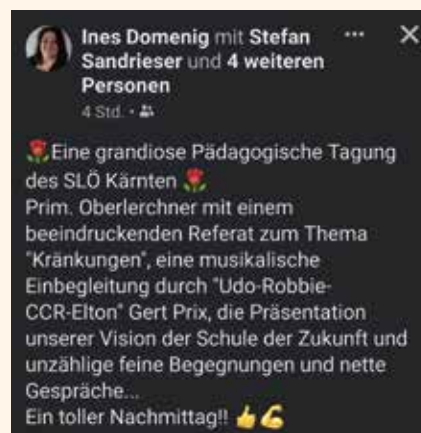 Ines Domenig mit Stefan ... X
Sandrieser und 4 weiteren
Personen
4 Std. •
🌹Eine grandiose Pädagogische Tagung
des SLÖ Kärnten 🌹
Prim. Oberlerchner mit einem
beeindruckenden Referat zum Thema
"Kränkungen", eine musikalische
Einbegleitung durch "Udo-Robbie-
CCR-Elton" Gert Prix, die Präsentation
unserer Vision der Schule der Zukunft und
unzählige feine Begegnungen und nette
Gespräche...
Ein toller Nachmittag!! 👍💪